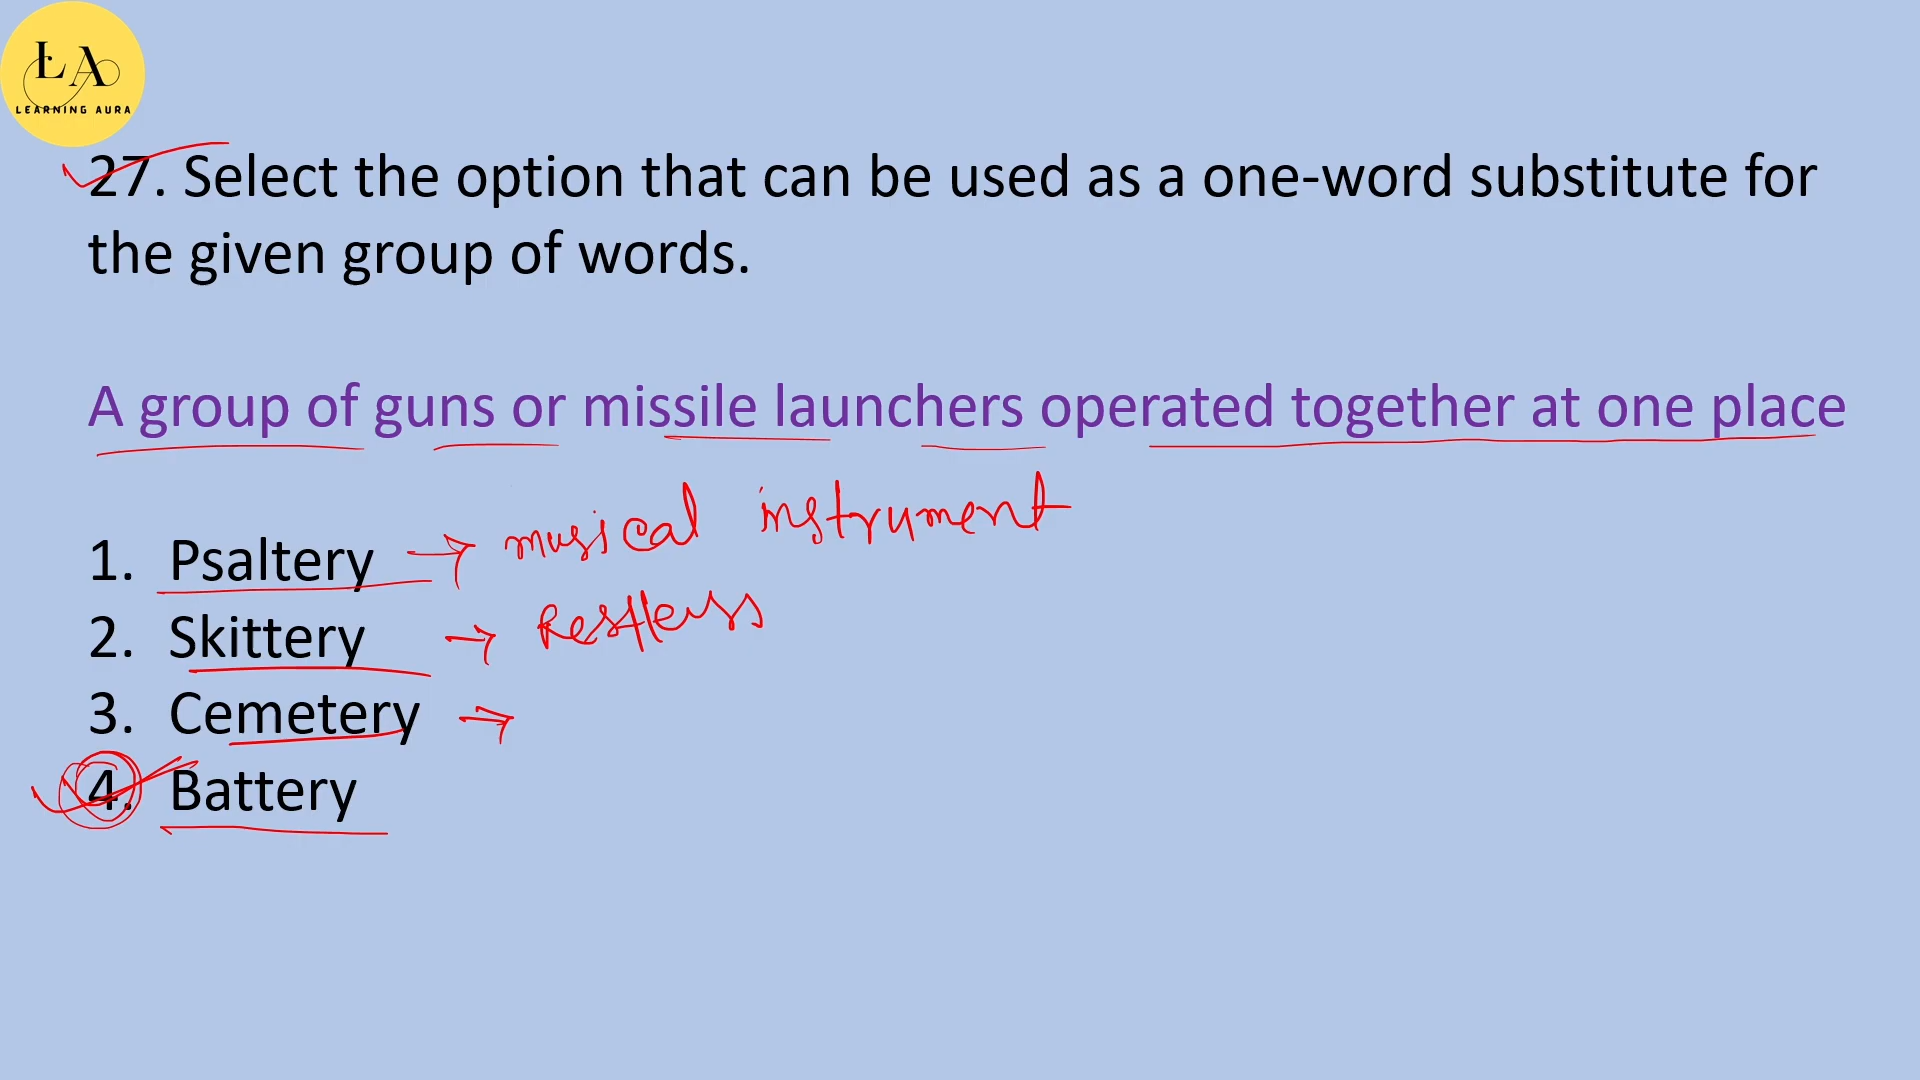 LA
LEARNING AURA
27. Select the option that can be used as a one-word substitute for
the given group of words.
A group of guns or missile launchers operated together at one place
1. Psaltery → musical instrument
2. Skittery → Restless
3. Cemetery →
4. Battery